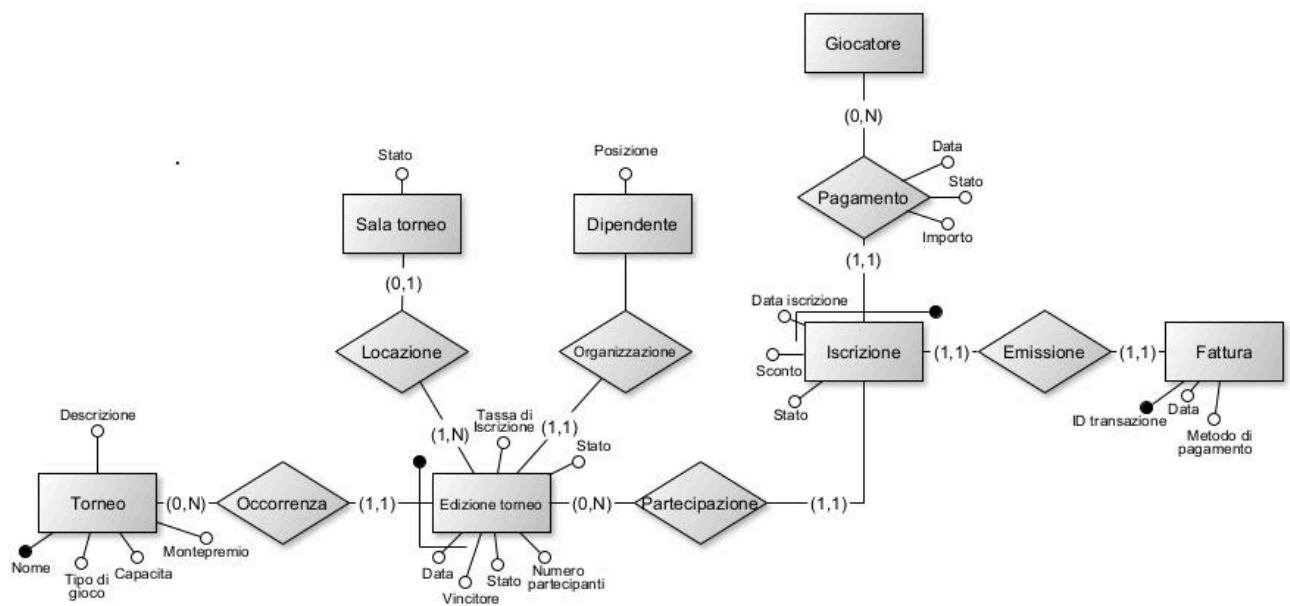 Giocatore
(0,N)
Data
Stato
Pagamento
Importo
(1,1)
Stato
Sala torneo
(0,1)
Locazione
(1,N)
Posizione
Dipendente
Organizzazione
(1,1)
Data iscrizione
Iscrizione
Sconto
Stato
(1,1)
Emissione
(1,1)
Fattura
ID transazione
Data
Metodo di
pagamento
Descrizione
Torneo
Nome
Tipo di
gioco
Capacita
Montepremio
(0,N)
Occorrenza
(1,1)
Tassa di
Iscrizione
Stato
Edizione torneo
Data
Vincitore
Stato
Numero
partecipanti
(0,N)
Partecipazione
(1,1)